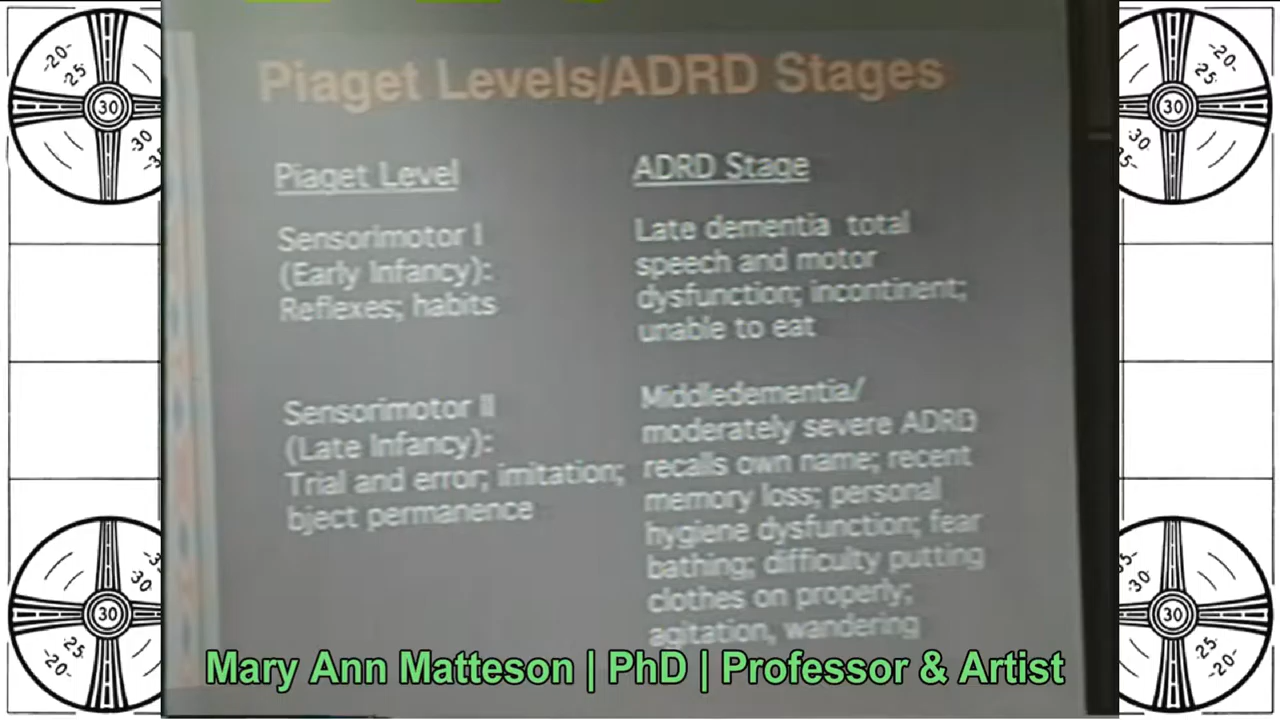 Piaget Levels/ADRD Stages
Piaget Level
ADRD Stage
Sensorimotor I
(Early Infancy):
Reflexes; habits
Late dementia total
speech and motor
dysfunction; incontinent;
unable to eat
Sensorimotor II
(Late Infancy):
Trial and error; imitation;
bject permanence
Middledementia/
moderately severe ADRD
recalls own name; recent
memory loss; personal
hygiene dysfunction; fear
bathing; difficulty putting
clothes on properly;
agitation, wandering
Mary Ann Matteson | PhD | Professor & Artist
-20-
-25
30
-30
-20-
-25
30
-30
30
-30
-25
-20-
30
-30
-25
-20-